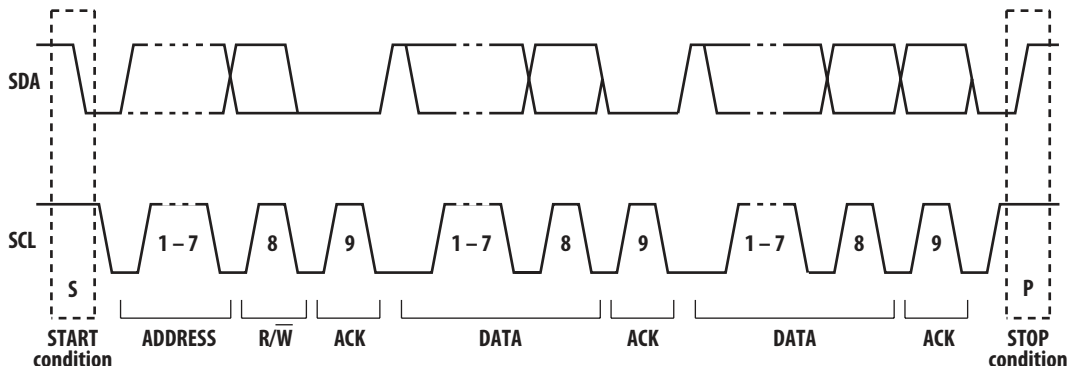 SDA
SCL
1 – 7 8 9 1 – 7 8 9 1 – 7 8 9
S P
START condition ADDRESS R/W̅ ACK DATA ACK DATA ACK STOP condition